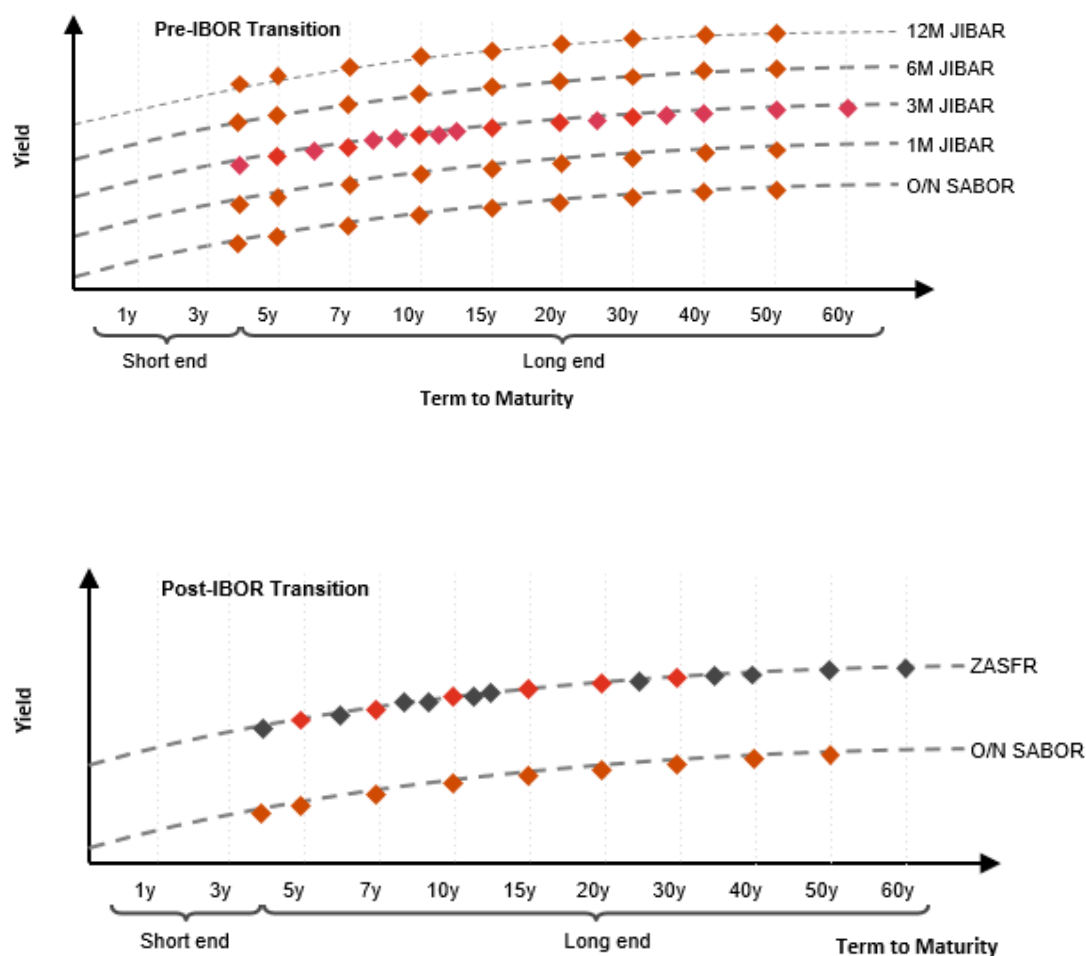 Pre-IBOR Transition
12M JIBAR
6M JIBAR
3M JIBAR
1M JIBAR
O/N SABOR
Yield
1y 3y 5y 7y 10y 15y 20y 30y 40y 50y 60y
Short end Long end
Term to Maturity
Post-IBOR Transition
ZASFR
O/N SABOR
Yield
1y 3y 5y 7y 10y 15y 20y 30y 40y 50y 60y
Short end Long end
Term to Maturity